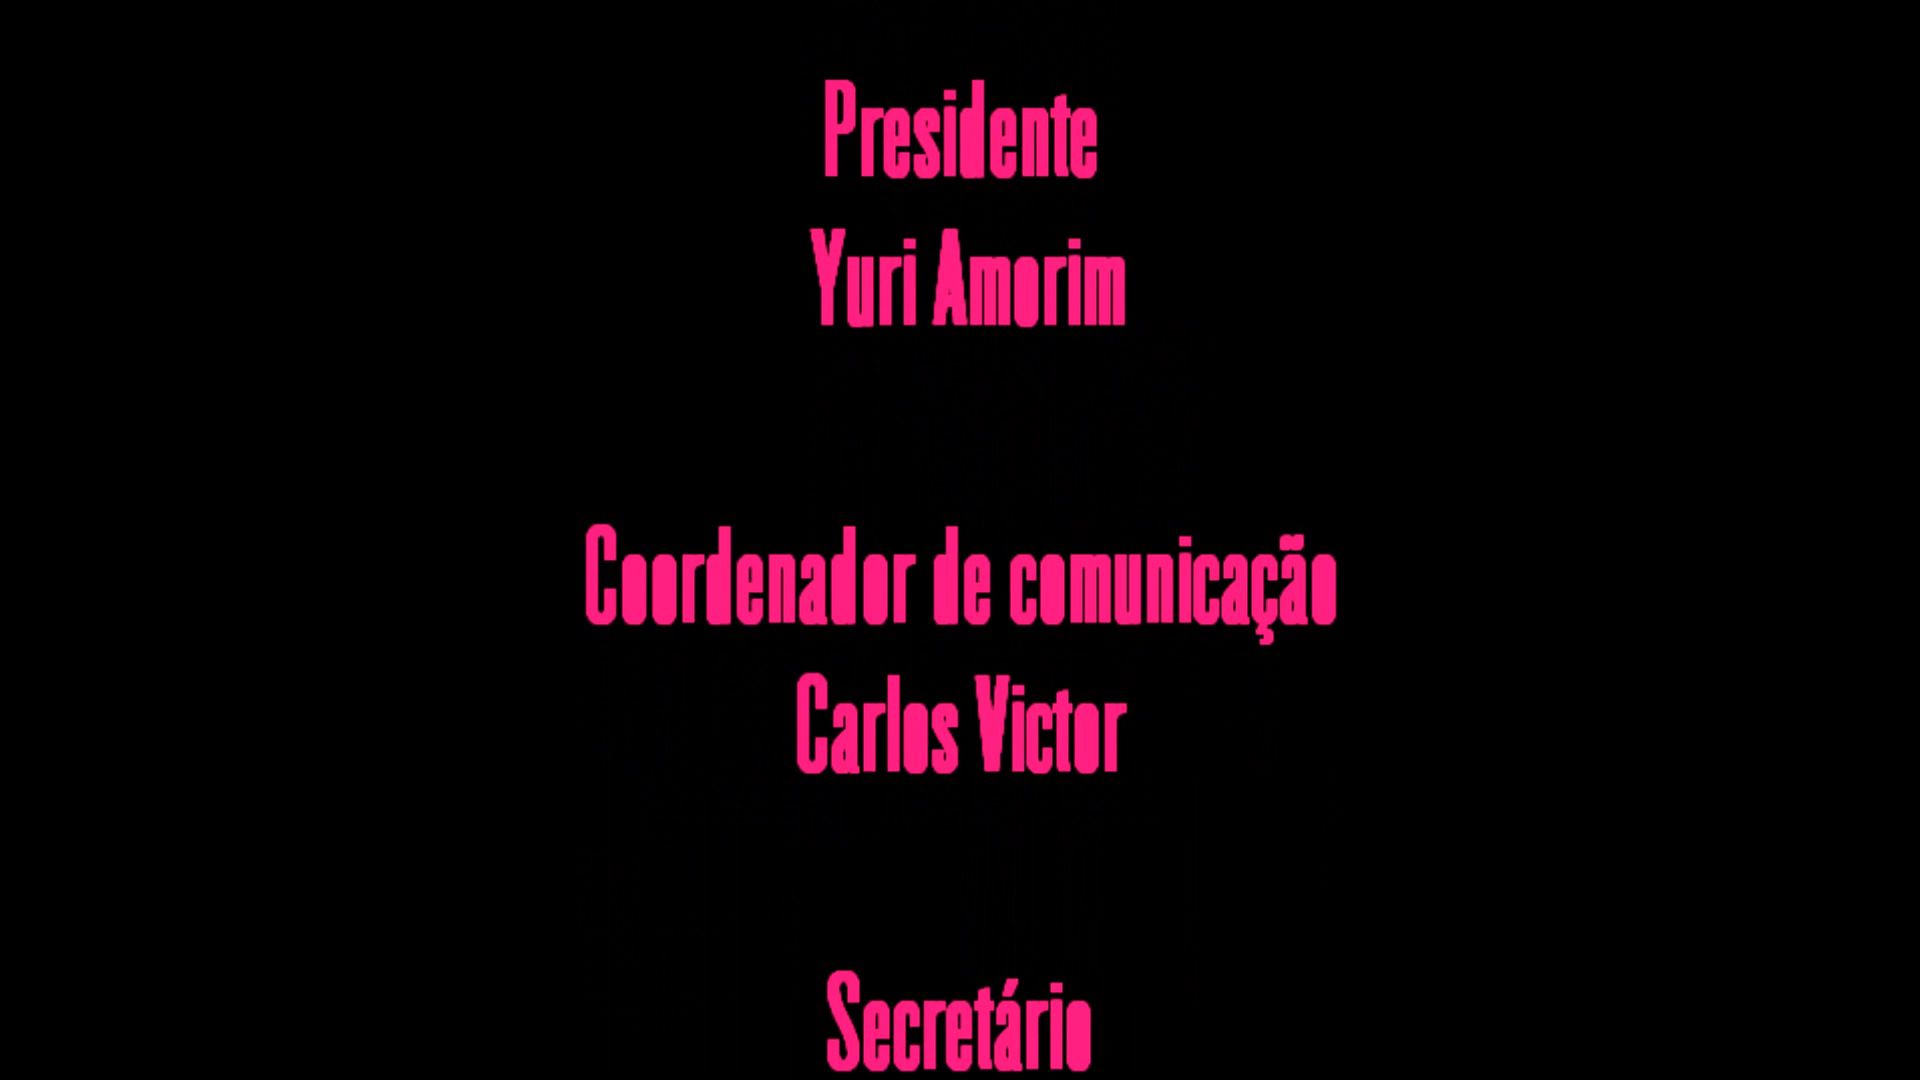 Presidente
Yuri Amorim
Coordenador de comunicação
Carlos Victor
Secretário